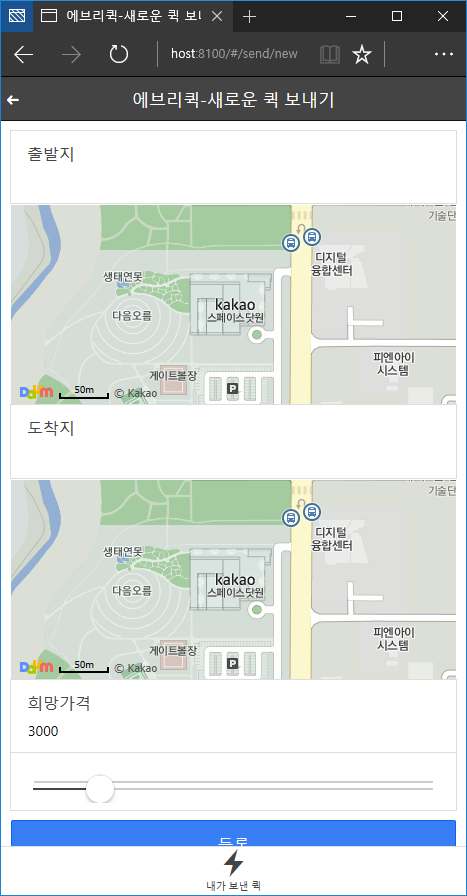 에브리퀵-새로운 퀵 보내
host:8100/#/send/new
에브리퀵-새로운 퀵 보내기
출발지
기술단
디지털
융합센터
생태연못
kakao
스페이스닷원
다음오름
피엔아이
시스템
게이트볼장
P
Daum
50m
© Kakao
도착지
기술단
디지털
융합센터
생태연못
kakao
스페이스닷원
다음오름
피엔아이
시스템
게이트볼장
P
Daum
50m
© Kakao
희망가격
3000
등록
내가 보낸 퀵